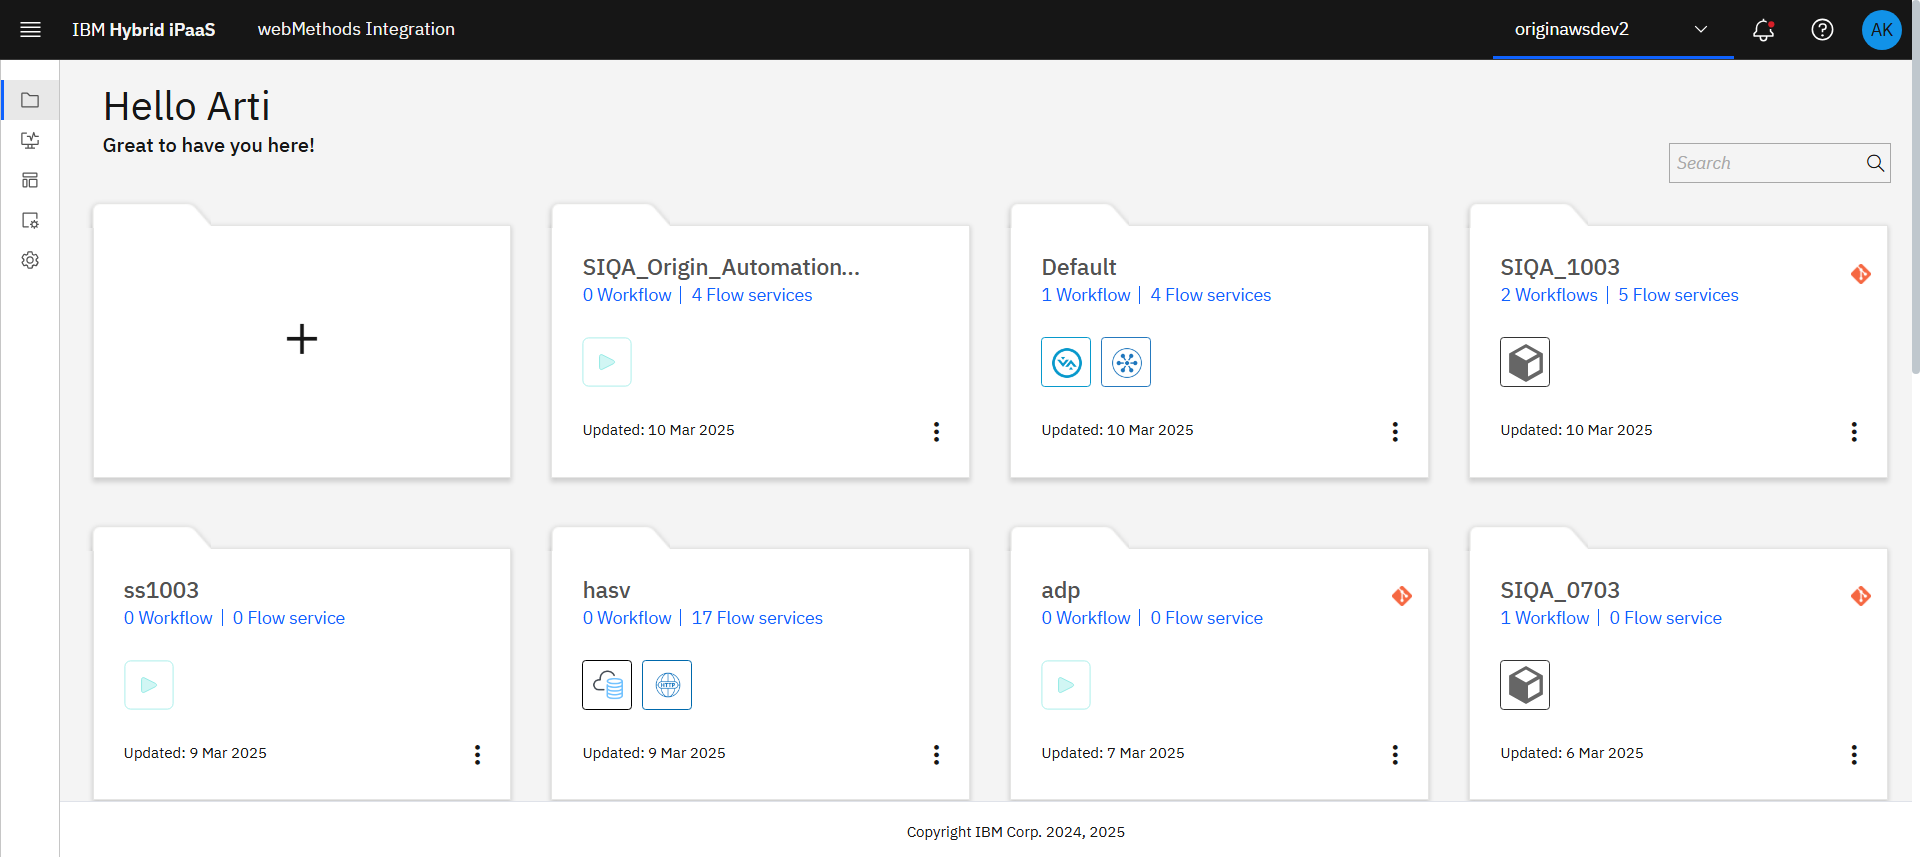 IBM Hybrid iPaaS
webMethods Integration
originawsdev2
AK
Hello Arti
Great to have you here!
Search
SIQA_Origin_Automation...
0 Workflow | 4 Flow services
Updated: 10 Mar 2025
Default
1 Workflow | 4 Flow services
Updated: 10 Mar 2025
SIQA_1003
2 Workflows | 5 Flow services
Updated: 10 Mar 2025
ss1003
0 Workflow | 0 Flow service
Updated: 9 Mar 2025
hasv
0 Workflow | 17 Flow services
HTTP
Updated: 9 Mar 2025
adp
0 Workflow | 0 Flow service
Updated: 7 Mar 2025
SIQA_0703
1 Workflow | 0 Flow service
Updated: 6 Mar 2025
Copyright IBM Corp. 2024, 2025